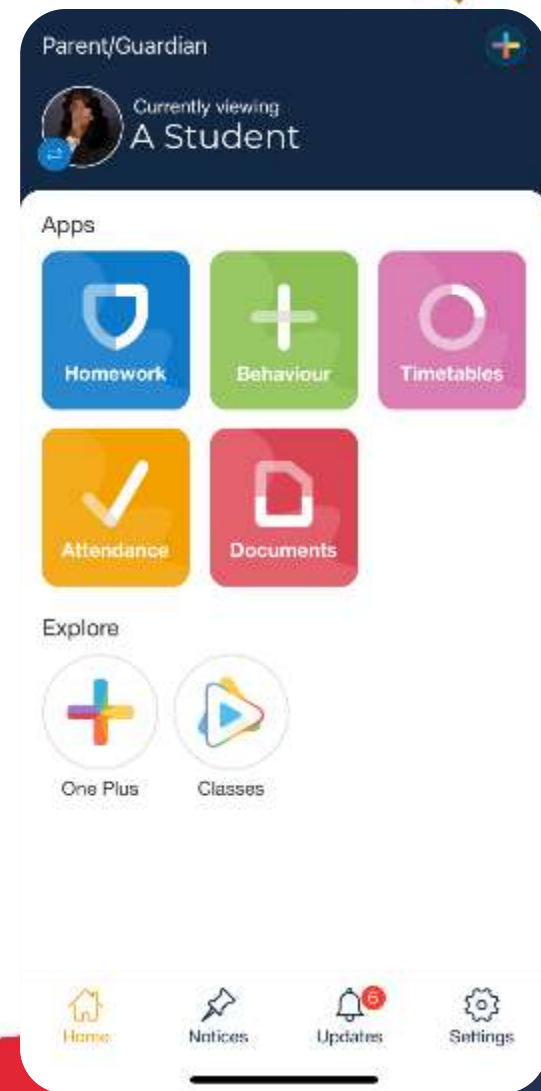 Parent/Guardian
Currently viewing
A Student
Apps
Homework
Behaviour
Timetables
Attendance
Documents
Explore
One Plus
Classes
6
Home
Notices
Updates
Settings